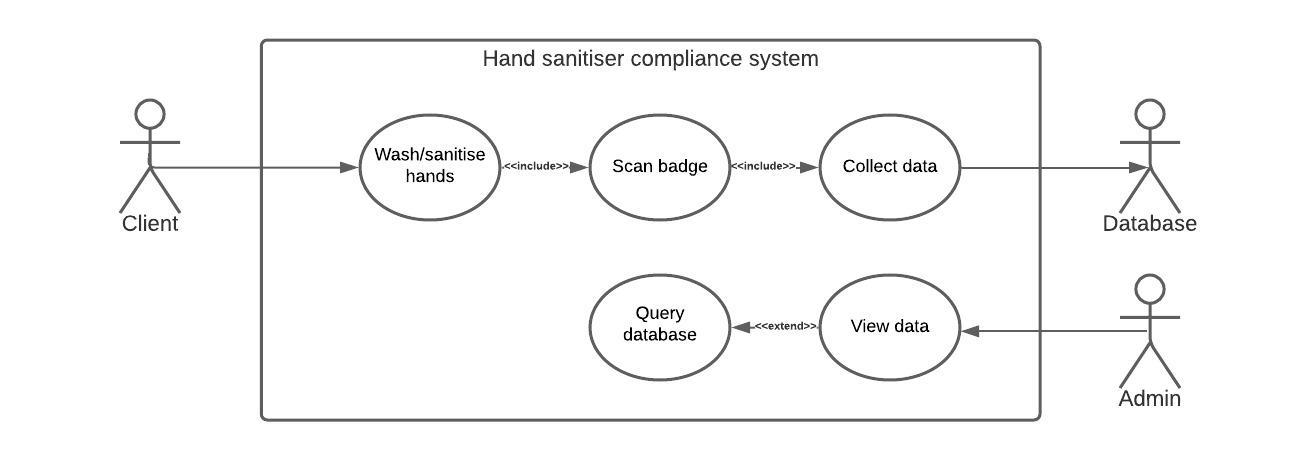 Hand sanitiser compliance system
Wash/sanitise
hands
<<include>>
Scan badge
<<include>>
Collect data
Client
Database
Query
database
<<extend>>
View data
Admin